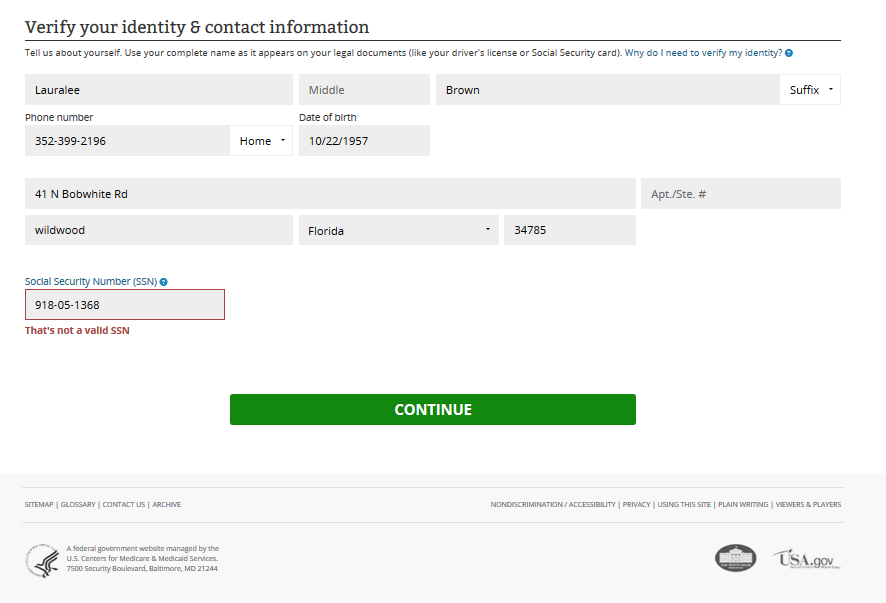 Verify your identity & contact information
Tell us about yourself. Use your complete name as it appears on your legal documents (like your driver's license or Social Security card). Why do I need to verify my identity? ?
Lauralee Middle Brown Suffix
Phone number Date of birth
352-399-2196 Home 10/22/1957
41 N Bobwhite Rd Apt./Ste. #
wildwood Florida 34785
Social Security Number (SSN) ?
918-05-1368
That's not a valid SSN
CONTINUE
SITEMAP | GLOSSARY | CONTACT US | ARCHIVE NONDISCRIMINATION / ACCESSIBILITY | PRIVACY | USING THIS SITE | PLAIN WRITING | VIEWERS & PLAYERS
A federal government website managed by the
U.S. Centers for Medicare & Medicaid Services.
7500 Security Boulevard, Baltimore, MD 21244
USA.gov